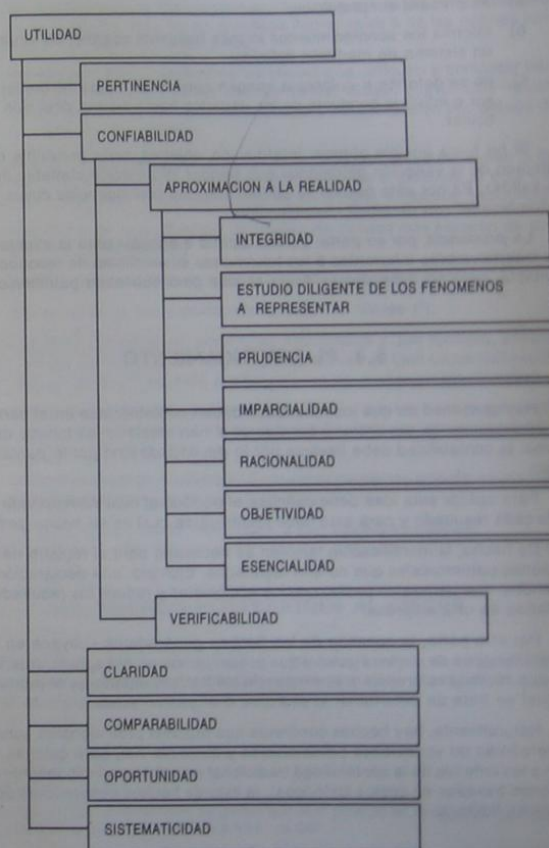 UTILIDAD
PERTINENCIA
CONFIABILIDAD
APROXIMACION A LA REALIDAD
INTEGRIDAD
ESTUDIO DILIGENTE DE LOS FENOMENOS
A REPRESENTAR
PRUDENCIA
IMPARCIALIDAD
RACIONALIDAD
OBJETIVIDAD
ESENCIALIDAD
VERIFICABILIDAD
CLARIDAD
COMPARABILIDAD
OPORTUNIDAD
SISTEMATICIDAD